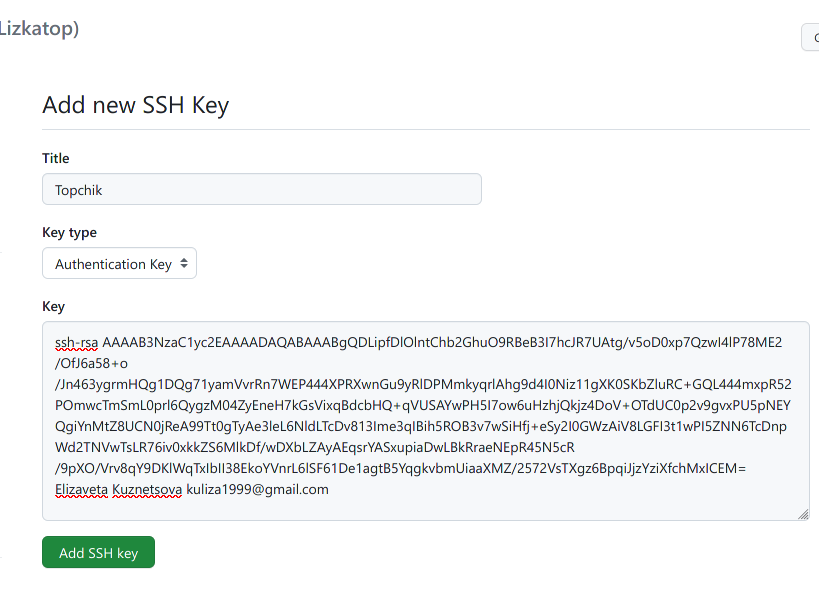 Lizkatop)
Add new SSH Key
Title
Topchik
Key type
Authentication Key
Key
ssh-rsa AAAAB3NzaC1yc2EAAAADAQABAAABgQDLipfDlOlntChb2GhuO9RBeB3I7hcJR7UAtg/v5oD0xp7QzwI4lP78ME2
/OfJ6a58+o
/Jn463ygrmHQg1DQg71yamVvrRn7WEP444XPRXwnGu9yRlDPMmkyqrlAhg9d4I0Niz11gXK0SKbZluRC+GQL444mxpR52
POmwcTmSmL0prl6QygzM04ZyEneH7kGsVixqBdcbHQ+qVUSAYwPH5I7ow6uHzhjQkjz4DoV+OTdUC0p2v9gvxPU5pNEY
QgiYnMtZ8UCN0jReA99Tt0gTyAe3leL6NldLTcDv813Ime3qIBih5ROB3v7wSiHfj+eSy2I0GWzAiV8LGFI3t1wPI5ZNN6TcDnp
Wd2TNVwTsLR76iv0xkkZS6MlkDf/wDXbLZAyAEqsrYASxupiaDwLBkRraeNEpR45N5cR
/9pXO/Vrv8qY9DKlWqTxIbII38EkoYVnrL6lSF61De1agtB5YqgkvbmUiaaXMZ/2572VsTXgz6BpqiJjzYziXfchMxICEM=
Elizaveta Kuznetsova kuliza1999@gmail.com
Add SSH key